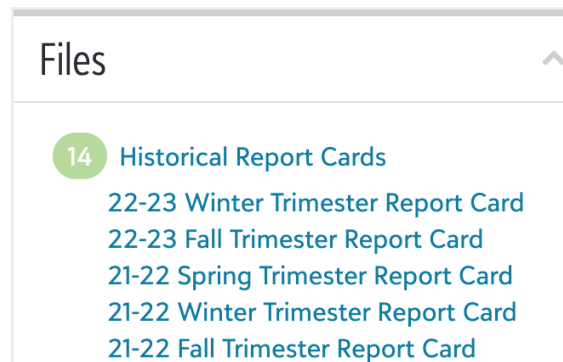 Files
14 Historical Report Cards
22-23 Winter Trimester Report Card
22-23 Fall Trimester Report Card
21-22 Spring Trimester Report Card
21-22 Winter Trimester Report Card
21-22 Fall Trimester Report Card